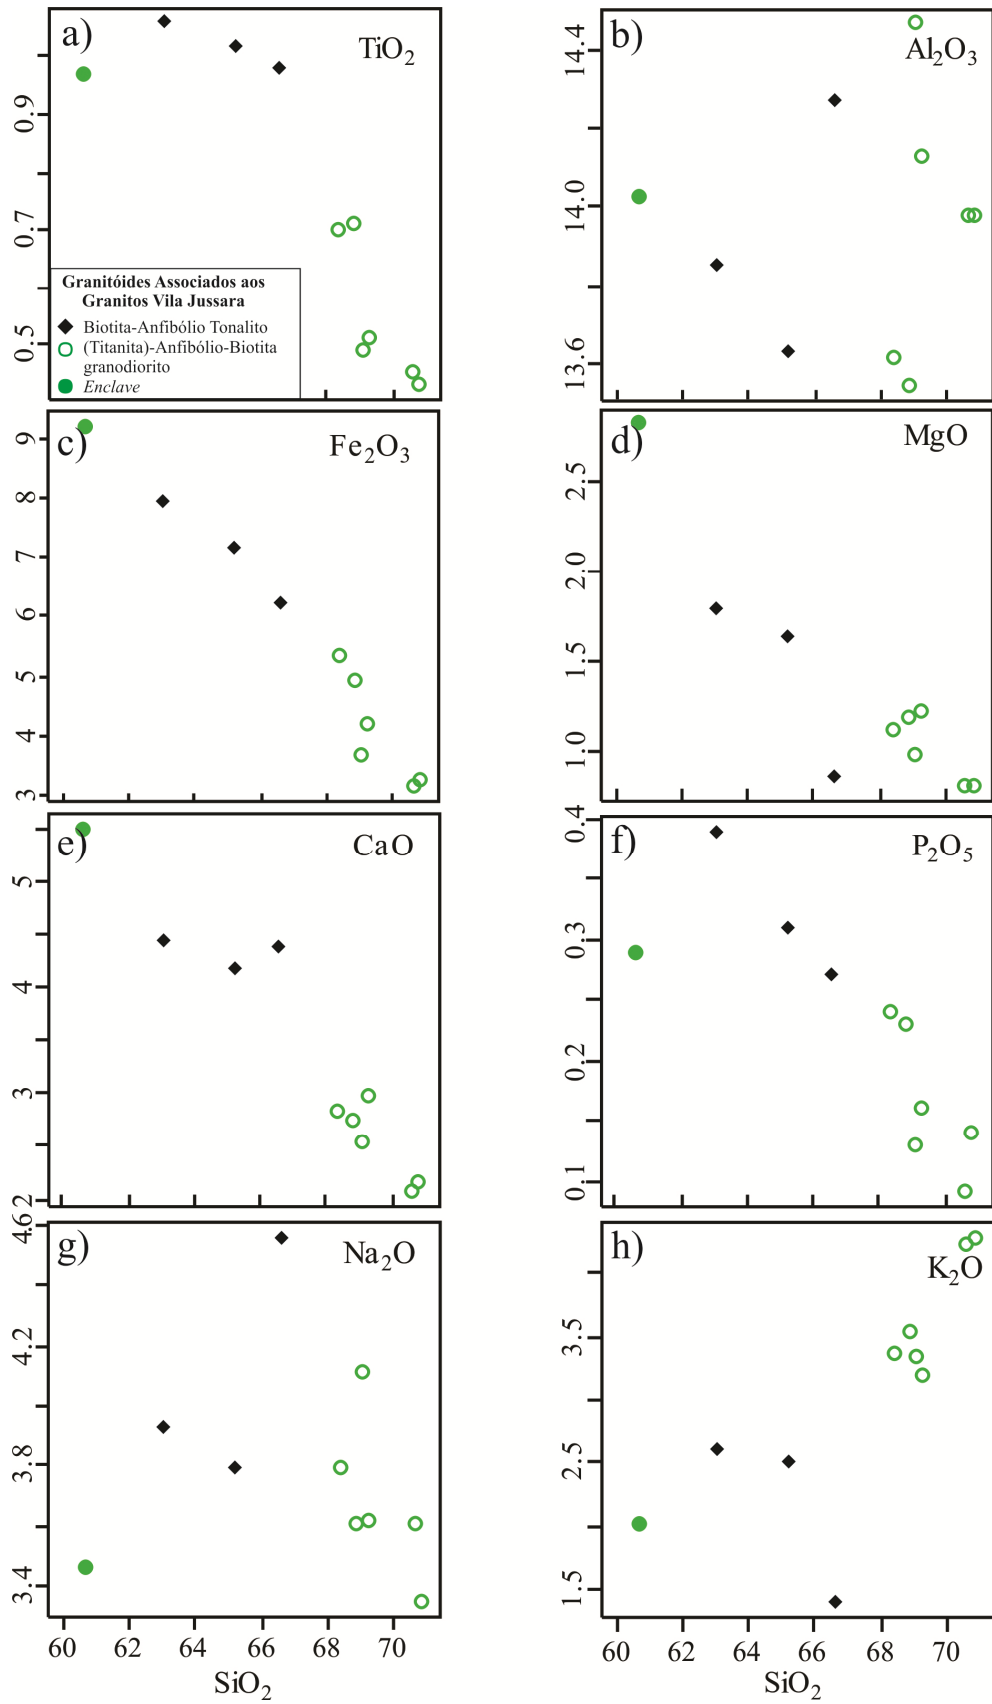 a)
TiO2
0.9
0.7
0.5
Granitóides Associados aos
Granitos Vila Jussara
Biotita-Anfibólio Tonalito
(Titanita)-Anfibólio-Biotita
granodiorito
Enclave
b)
Al2O3
14.4
14.0
13.6
c)
Fe2O3
9
8
7
6
5
4
3
d)
MgO
2.5
2.0
1.5
1.0
e)
CaO
5
4
3
2
f)
P2O5
0.4
0.3
0.2
0.1
g)
Na2O
4.6
4.2
3.8
3.4
60 62 64 66 68 70
SiO2
h)
K2O
3.5
2.5
1.5
60 62 64 66 68 70
SiO2